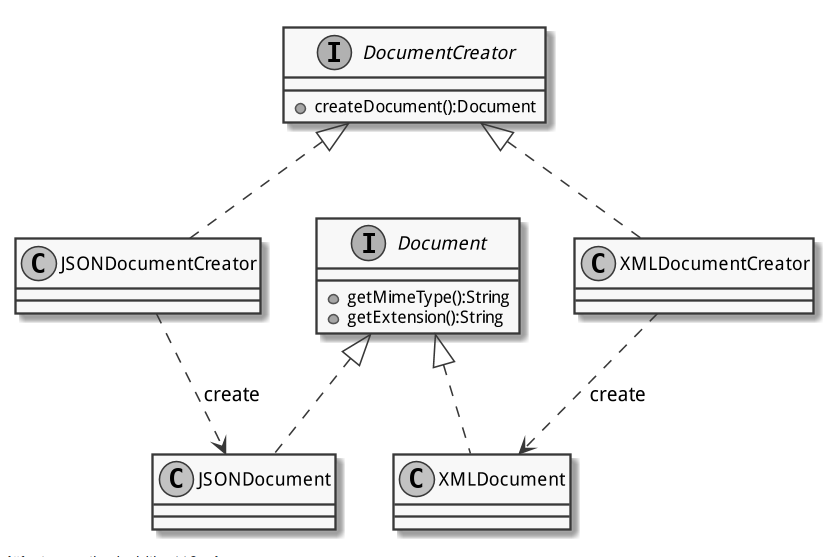 I DocumentCreator
createDocument():Document
C JSONDocumentCreator
I Document
getMimeType():String
getExtension():String
C XMLDocumentCreator
create
create
C JSONDocument
C XMLDocument